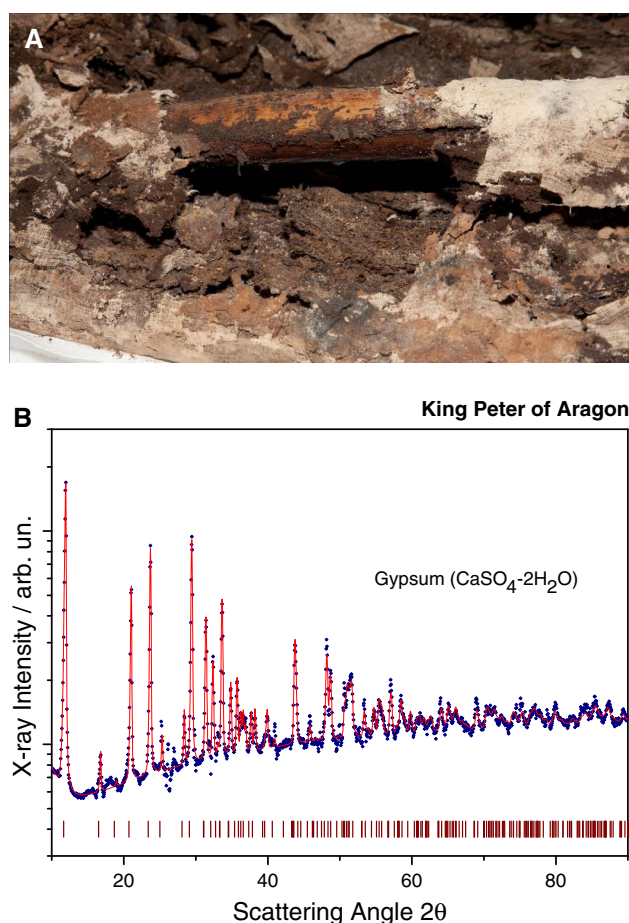 A
B
King Peter of Aragon
Gypsum (CaSO4-2H2O)
X-ray Intensity / arb. un.
20 40 60 80
Scattering Angle 2θ